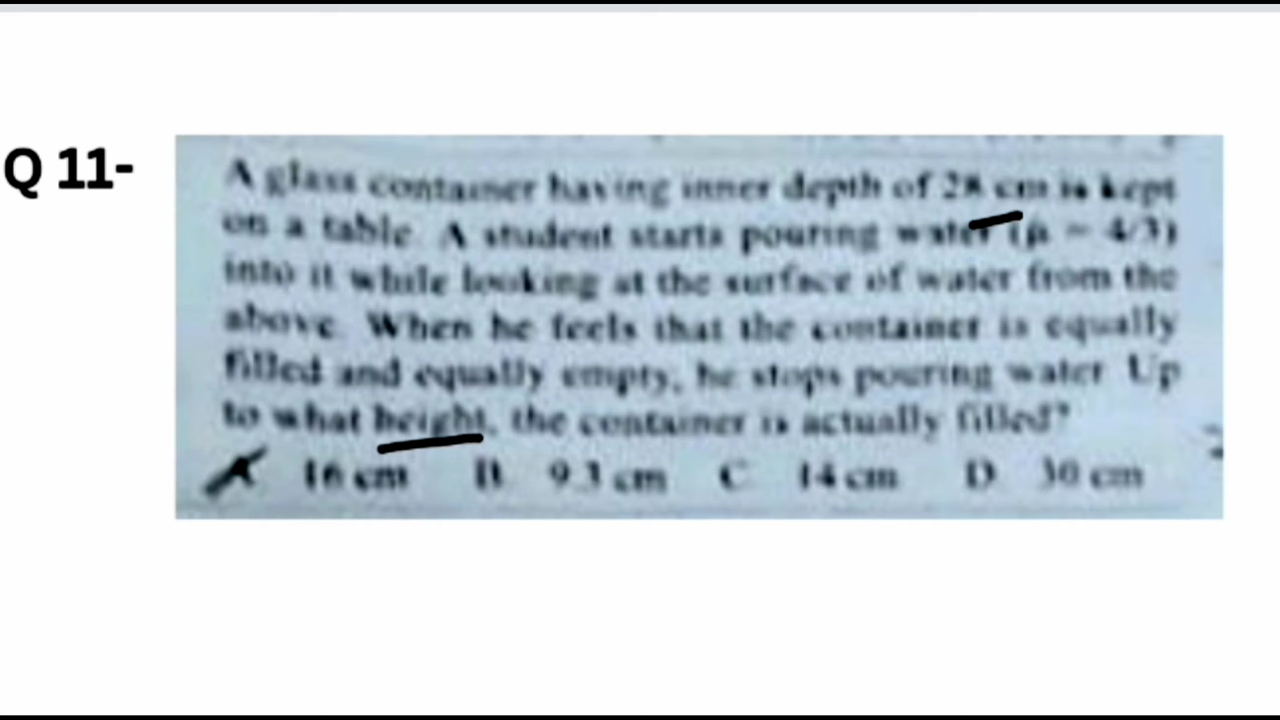 Q 11-
A glass container having inner depth of 28 cm is kept
on a table. A student starts pouring water (μ = 4/3)
into it while looking at the surface of water from the
above. When he feels that the container is equally
filled and equally empty, he stops pouring water. Up
to what height, the container is actually filled?
A 16 cm B 9.3 cm C 14 cm D 30 cm